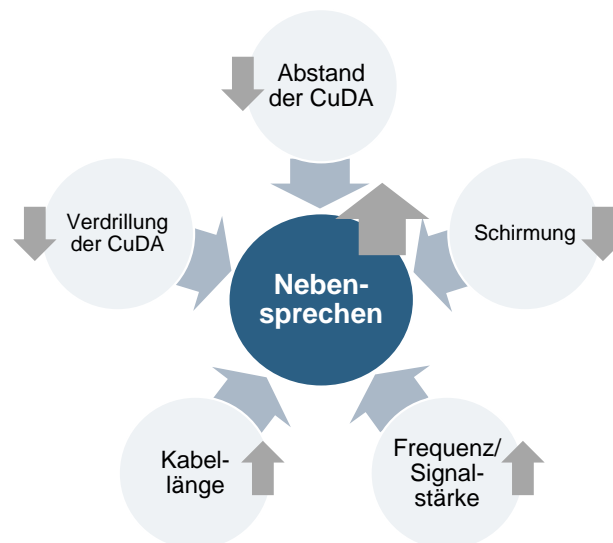 Abstand
der CuDA
Verdrillung
der CuDA
Schirmung
Neben-
sprechen
Kabel-
länge
Frequenz/
Signal-
stärke